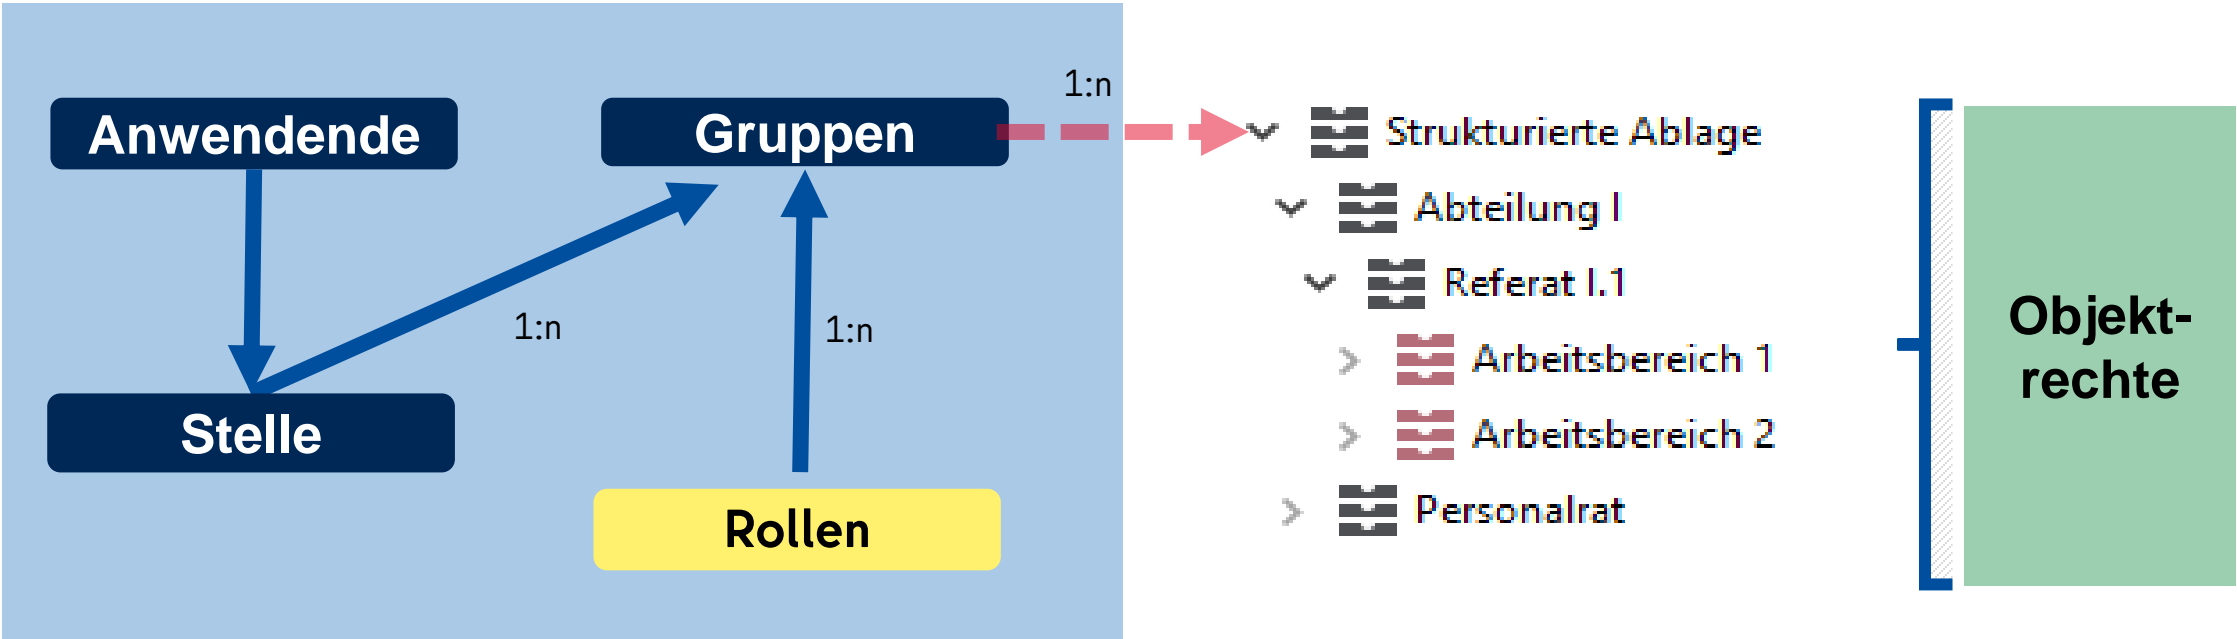 Anwendende
Gruppen
1:n
1:n
1:n
Stelle
Rollen
Strukturierte Ablage
Abteilung I
Referat I.1
Arbeitsbereich 1
Arbeitsbereich 2
Personalrat
Objekt-
rechte